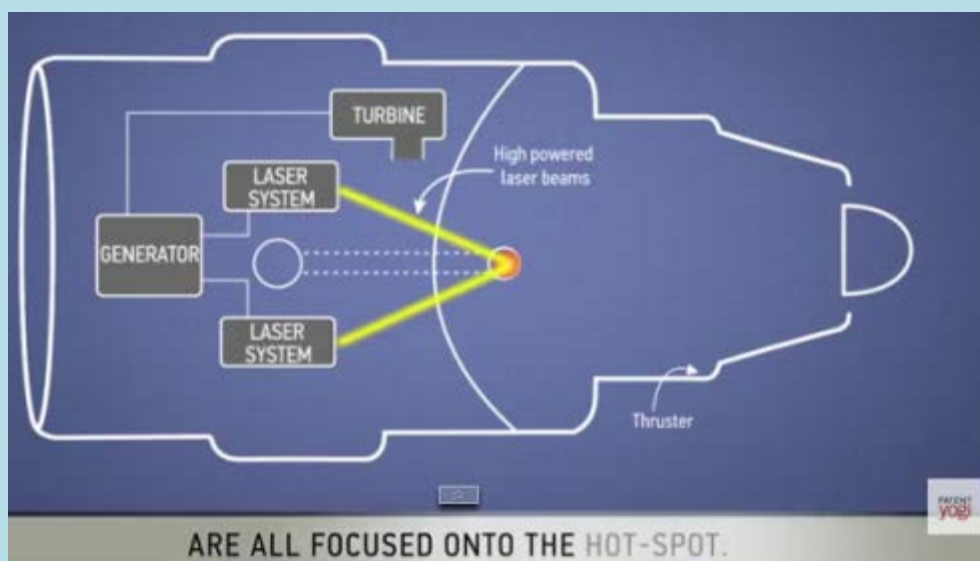 TURBINE
High powered
laser beams
LASER
SYSTEM
GENERATOR
LASER
SYSTEM
Thruster
PATENT
yogi
ARE ALL FOCUSED ONTO THE HOT-SPOT.